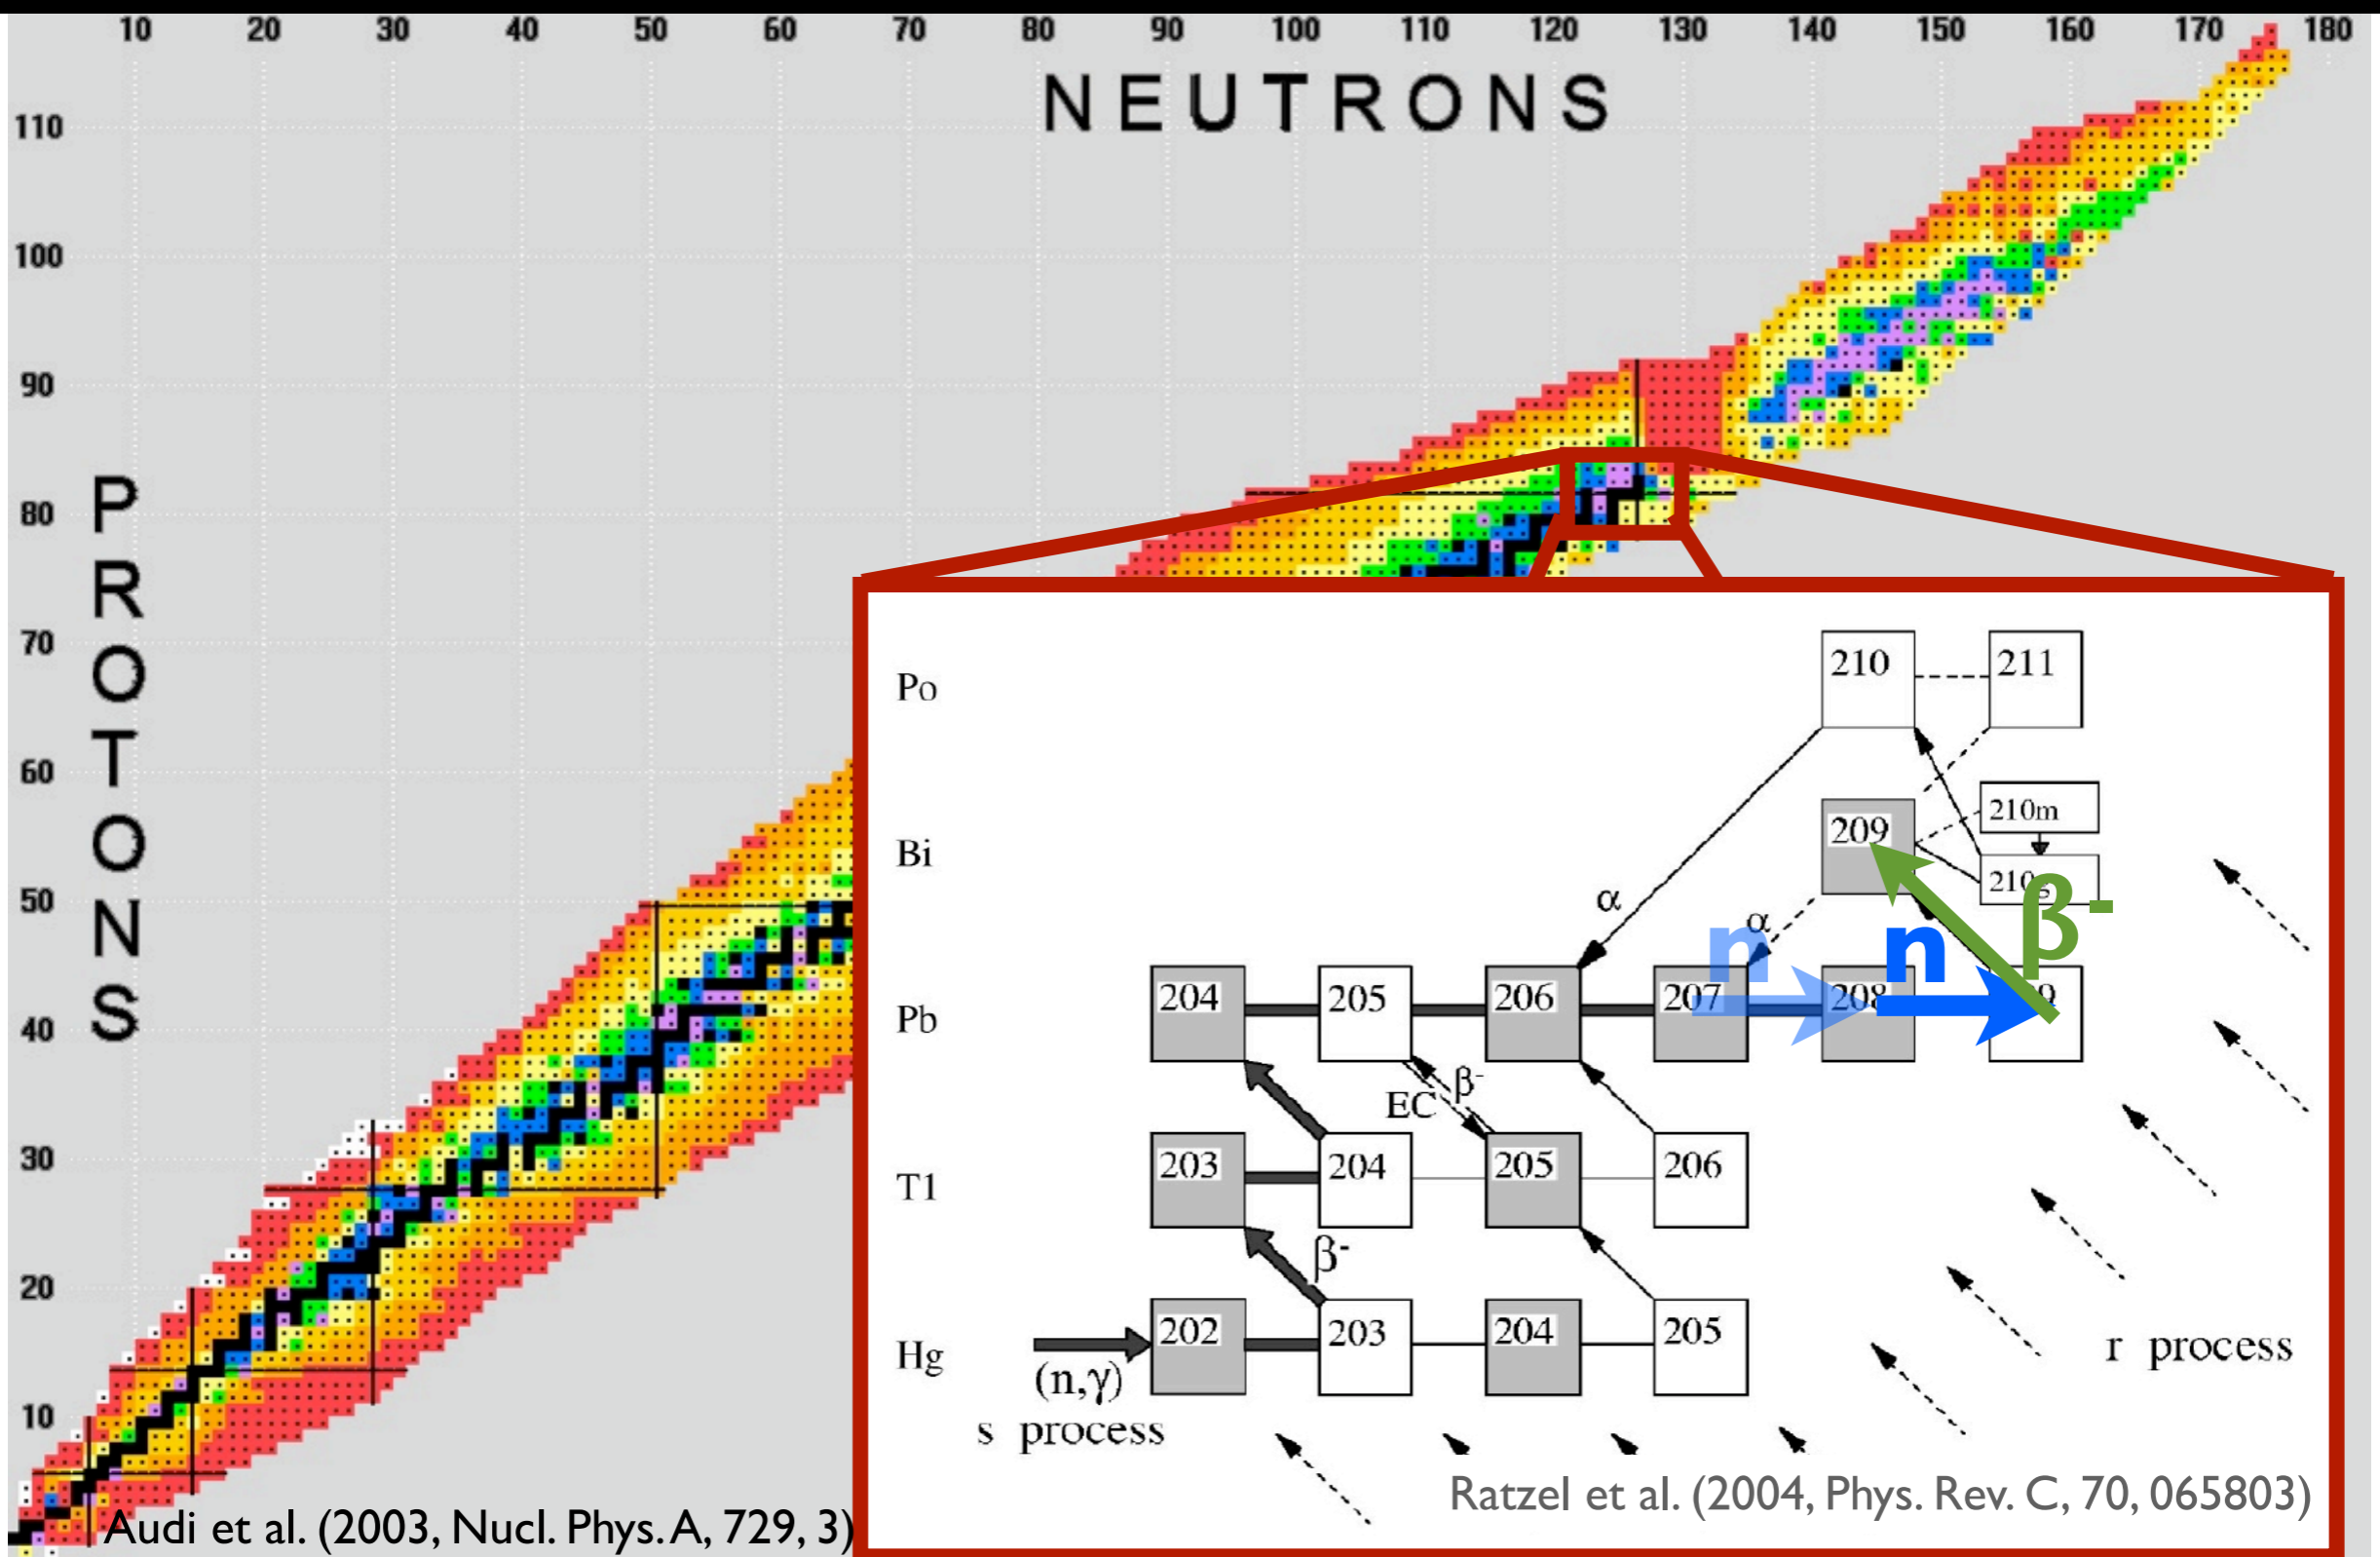 10 20 30 40 50 60 70 80 90 100 110 120 130 140 150 160 170 180
NEUTRONS
110
100
90
80
70
60
50
40
30
20
10
PROTONS
Po
210
211
Bi
209
210m
210g
β-
α
α
n
n
Pb
204
205
206
207
208
9
EC
β-
Tl
203
204
205
206
β-
Hg
202
203
204
205
(n,γ)
s process
r process
Ratzel et al. (2004, Phys. Rev. C, 70, 065803)
Audi et al. (2003, Nucl. Phys. A, 729, 3)